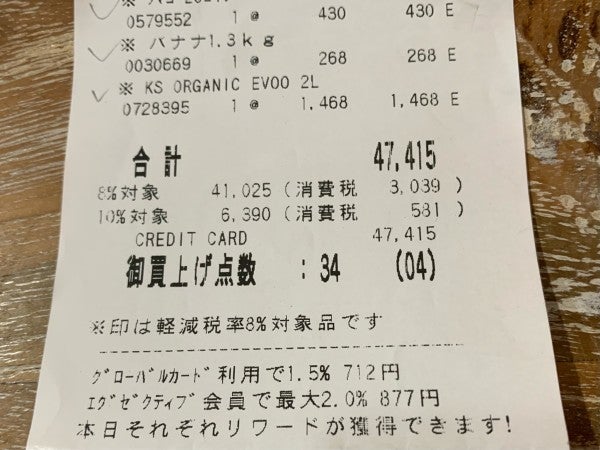 0579552 1 @ 430 430 E
※ バナナ1.3kg
0030669 1 @ 268 268 E
※ KS ORGANIC EVOO 2L
0728395 1 @ 1,468 1,468 E
合計 47,415
8%対象 41,025 (消費税 3,039 )
10%対象 6,390 (消費税 581 )
CREDIT CARD 47,415
御買上げ点数 : 34 (04)
※印は軽減税率8%対象品です
グローバルカード利用で1.5% 712円
エグゼクティブ会員で最大2.0% 877円
本日それぞれリワードが獲得できます!